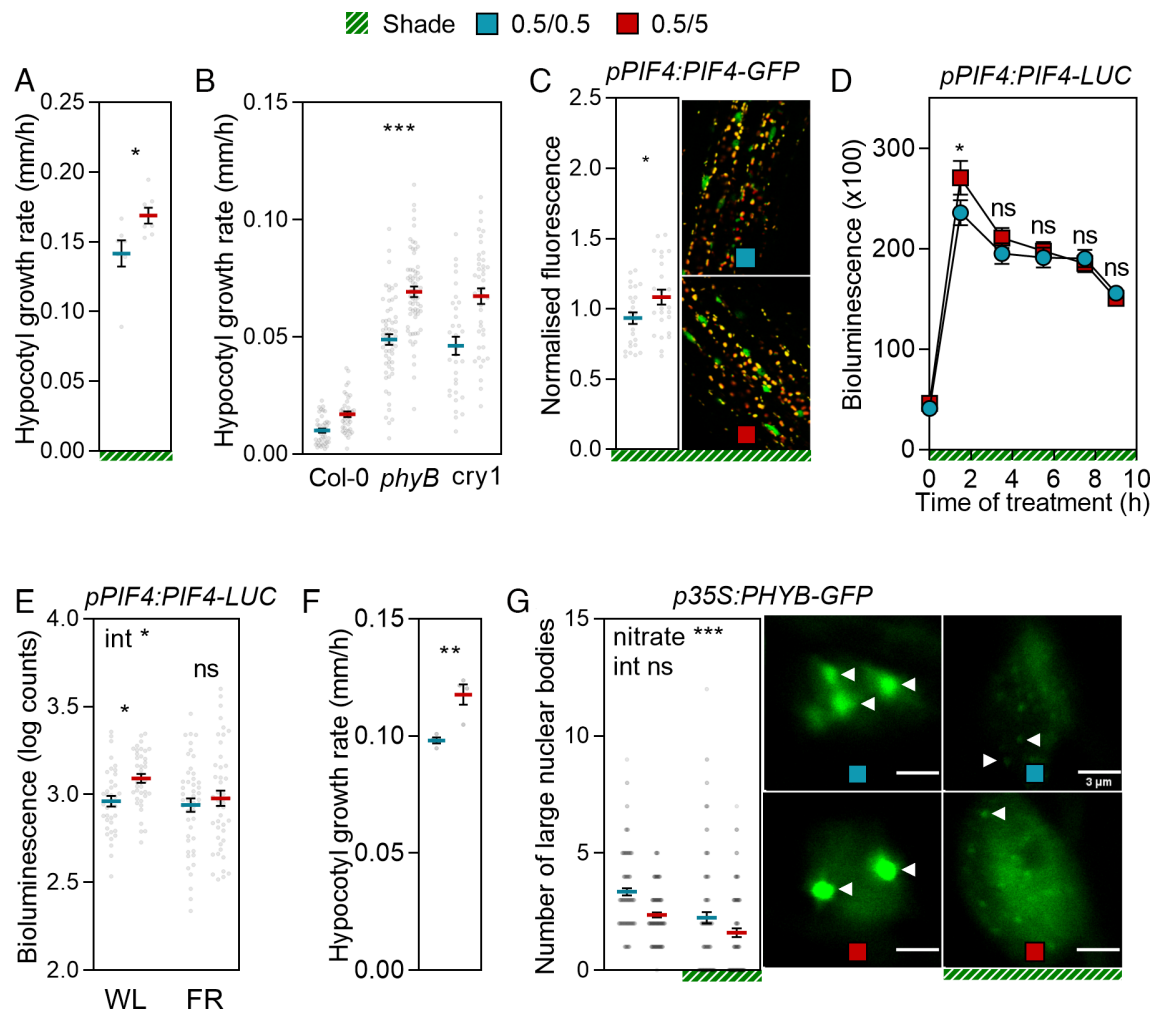 Shade 0.5/0.5 0.5/5
A
Hypocotyl growth rate (mm/h)
0.25
0.20
0.15
0.10
0.05
0.00
*
B
Hypocotyl growth rate (mm/h)
0.15
0.10
0.05
0.00
***
Col-0 phyB cry1
C
pPIF4:PIF4-GFP
Normalised fluorescence
2.5
2.0
1.5
1.0
0.5
0.0
*
D
pPIF4:PIF4-LUC
Bioluminescence (x100)
300
200
100
0
*
ns
ns
ns
ns
0 2 4 6 8 10
Time of treatment (h)
E
pPIF4:PIF4-LUC
Bioluminescence (log counts)
4.0
3.5
3.0
2.5
2.0
int *
ns
*
WL FR
F
Hypocotyl growth rate (mm/h)
0.15
0.10
0.05
0.00
**
G
p35S:PHYB-GFP
Number of large nuclear bodies
15
10
5
0
nitrate ***
int ns
3 µm